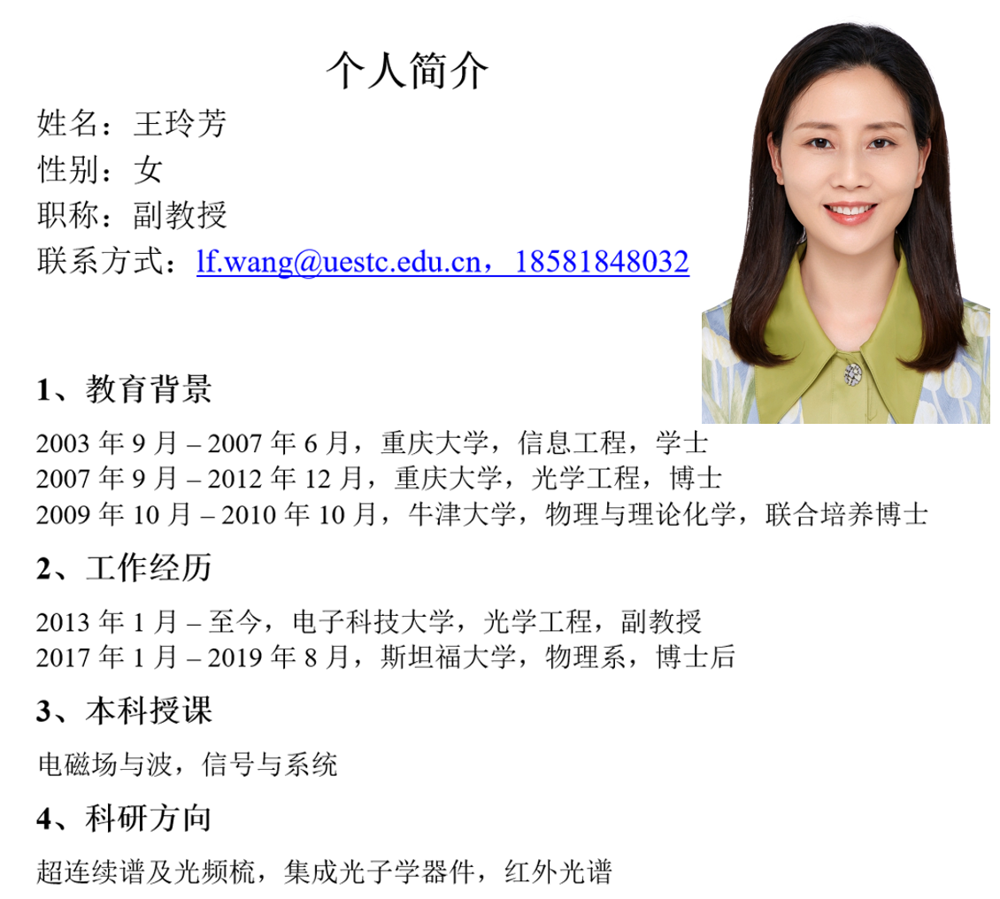 个人简介
姓名：王玲芳
性别：女
职称：副教授
联系方式：lf.wang@uestc.edu.cn，18581848032
1、教育背景
2003 年 9 月 – 2007 年 6 月，重庆大学，信息工程，学士
2007 年 9 月 – 2012 年 12 月，重庆大学，光学工程，博士
2009 年 10 月 – 2010 年 10 月，牛津大学，物理与理论化学，联合培养博士
2、工作经历
2013 年 1 月 – 至今，电子科技大学，光学工程，副教授
2017 年 1 月 – 2019 年 8 月，斯坦福大学，物理系，博士后
3、本科授课
电磁场与波，信号与系统
4、科研方向
超连续谱及光频梳，集成光子学器件，红外光谱